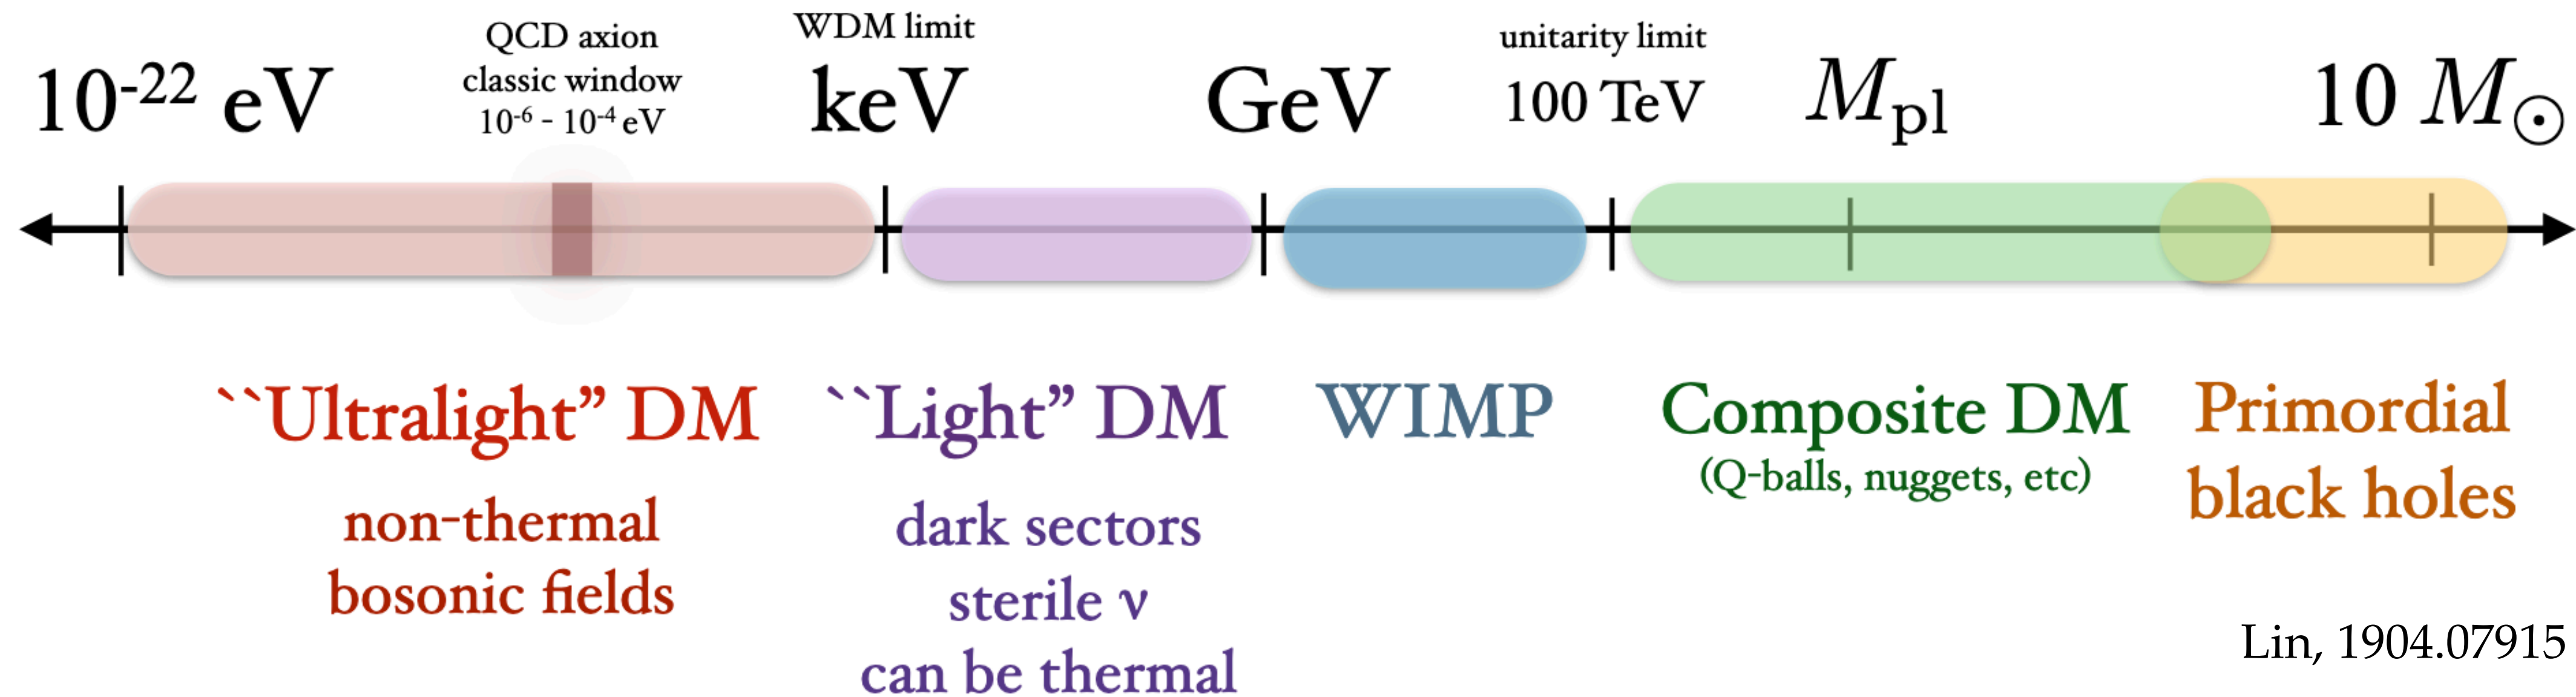 10⁻²² eV
QCD axion
classic window
10⁻⁶ - 10⁻⁴ eV
WDM limit
keV
GeV
unitarity limit
100 TeV
Mₚₗ
10 M☉
``Ultralight” DM
non-thermal
bosonic fields
``Light” DM
dark sectors
sterile ν
can be thermal
WIMP
Composite DM
(Q-balls, nuggets, etc)
Primordial
black holes
Lin, 1904.07915